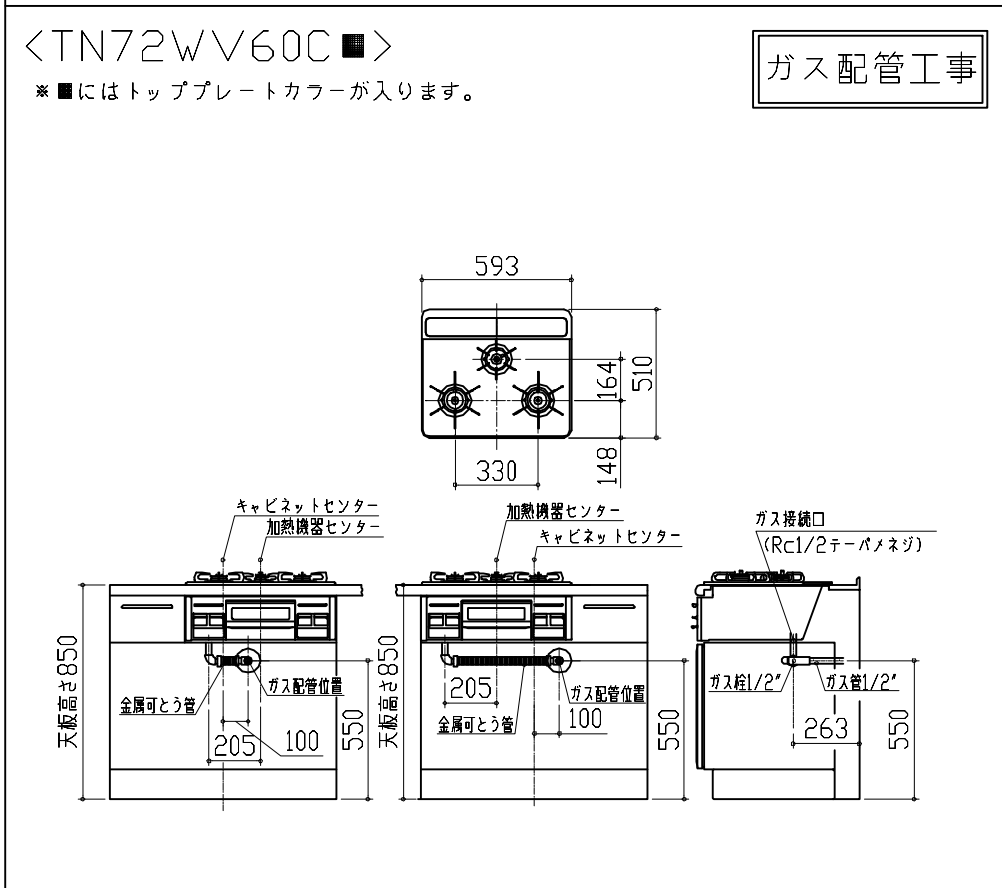 <TN72WV60C■>
※■にはトッププレートカラーが入ります。
ガス配管工事
593
510
164
148
330
キャビネットセンター
加熱機器センター
天板高さ850
金属可とう管
ガス配管位置
205
100
550
加熱機器センター
キャビネットセンター
天板高さ850
205
金属可とう管
ガス配管位置
100
550
ガス接続口
(Rc1/2テーパメネジ)
ガス栓1/2"
ガス管1/2"
263
550